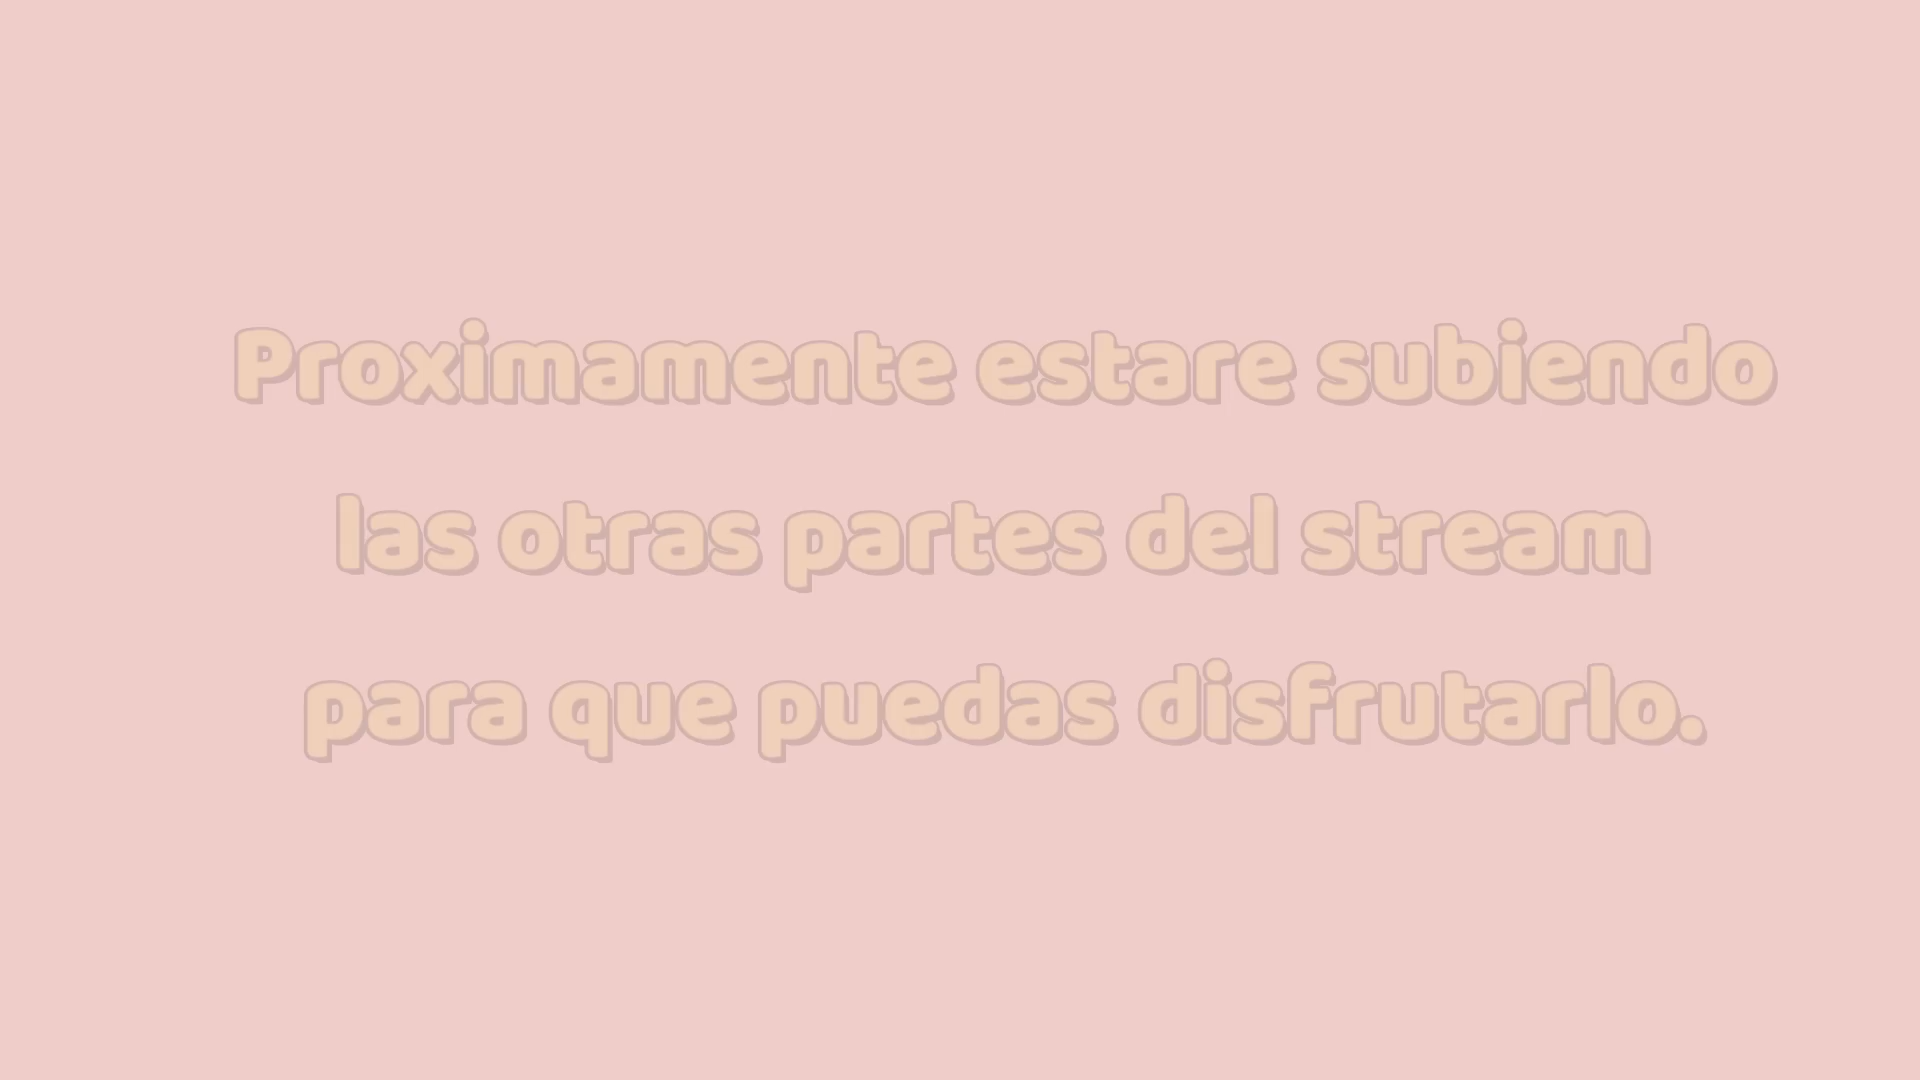 Proximamente estare subiendo
las otras partes del stream
para que puedas disfrutarlo.